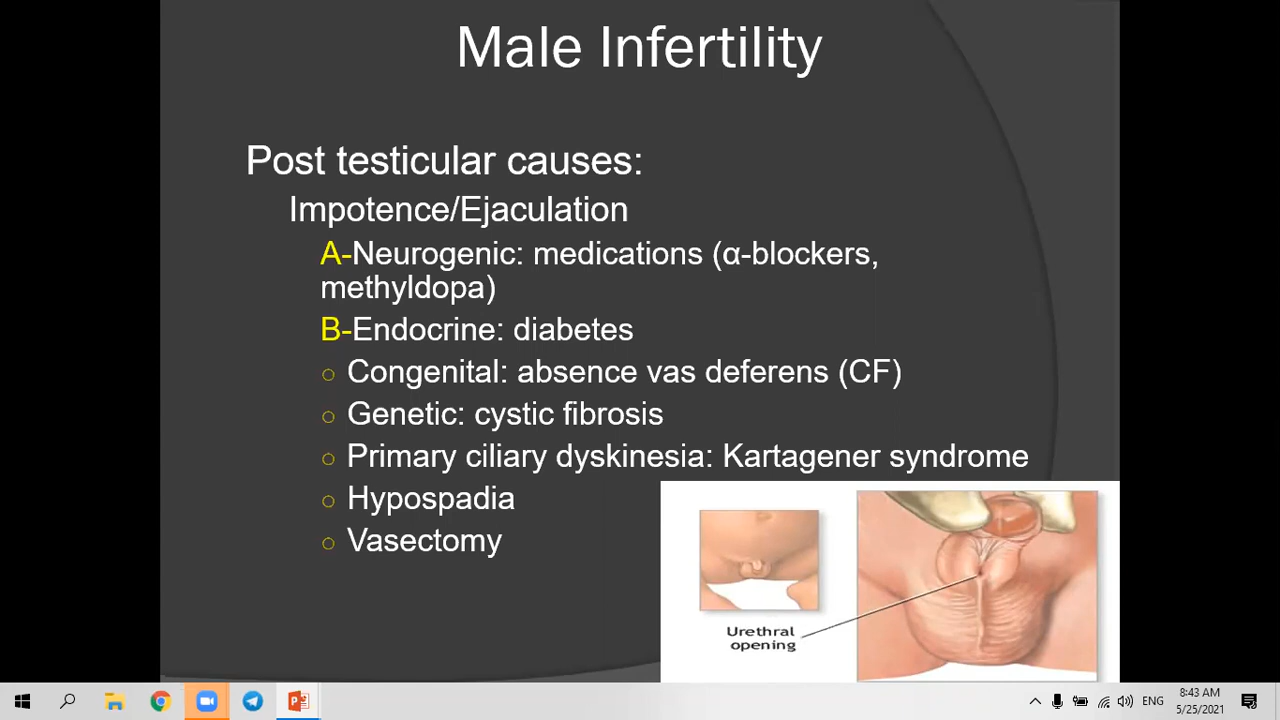 Male Infertility
Post testicular causes:
Impotence/Ejaculation
A-Neurogenic: medications (α-blockers,
methyldopa)
B-Endocrine: diabetes
○ Congenital: absence vas deferens (CF)
○ Genetic: cystic fibrosis
○ Primary ciliary dyskinesia: Kartagener syndrome
○ Hypospadia
○ Vasectomy
Urethral
opening
ENG
8:43 AM
5/25/2021